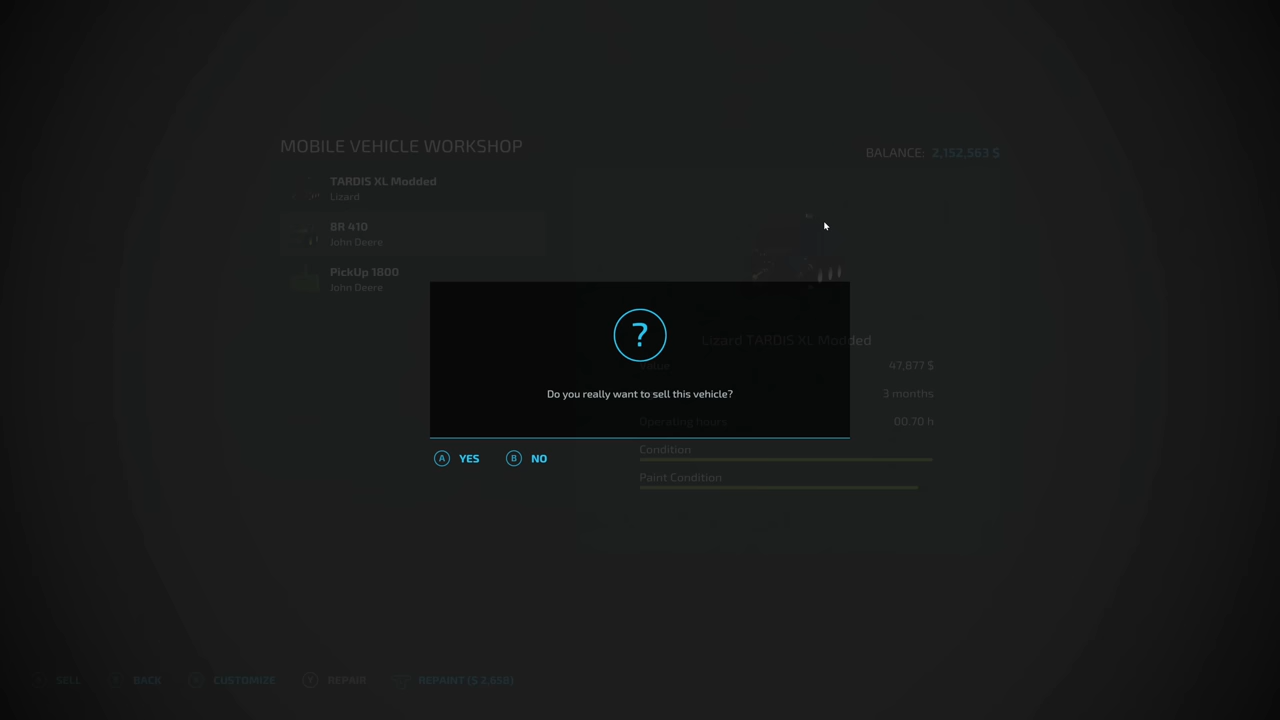 MOBILE VEHICLE WORKSHOP
BALANCE: 2,152,563 $
TARDIS XL Modded
Lizard
8R 410
John Deere
PickUp 1800
John Deere
?
Lizard TARDIS XL Modded
Value 47,877 $
Do you really want to sell this vehicle?
3 months
Operating hours 00.70 h
A YES B NO
Condition
Paint Condition
SELL BACK CUSTOMIZE Y REPAIR REPAINT ($ 2,658)